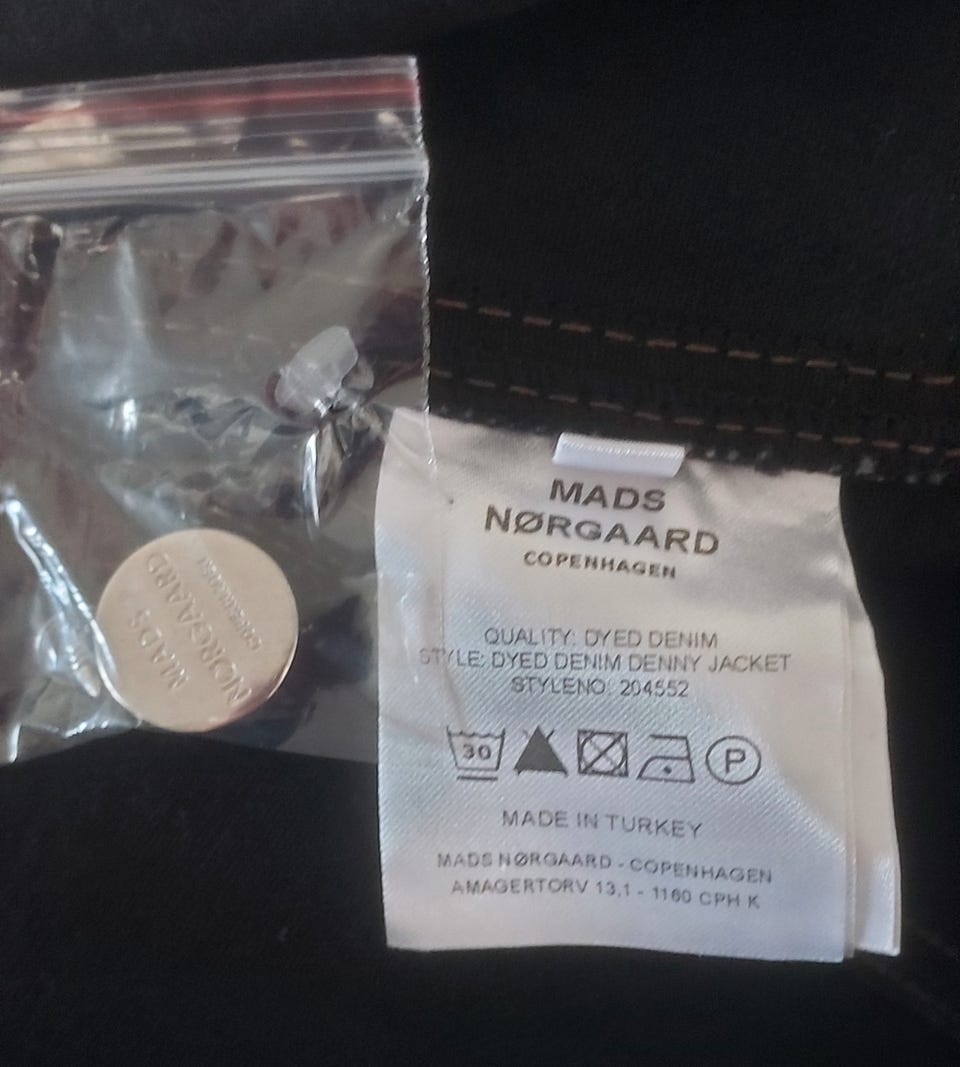 MADS
NØRGAARD
COPENHAGEN
MADS
NØRGAARD
COPENHAGEN
QUALITY: DYED DENIM
STYLE: DYED DENIM DENNY JACKET
STYLENO: 204552
30
P
MADE IN TURKEY
MADS NØRGAARD - COPENHAGEN
AMAGERTORV 13,1 - 1160 CPH K